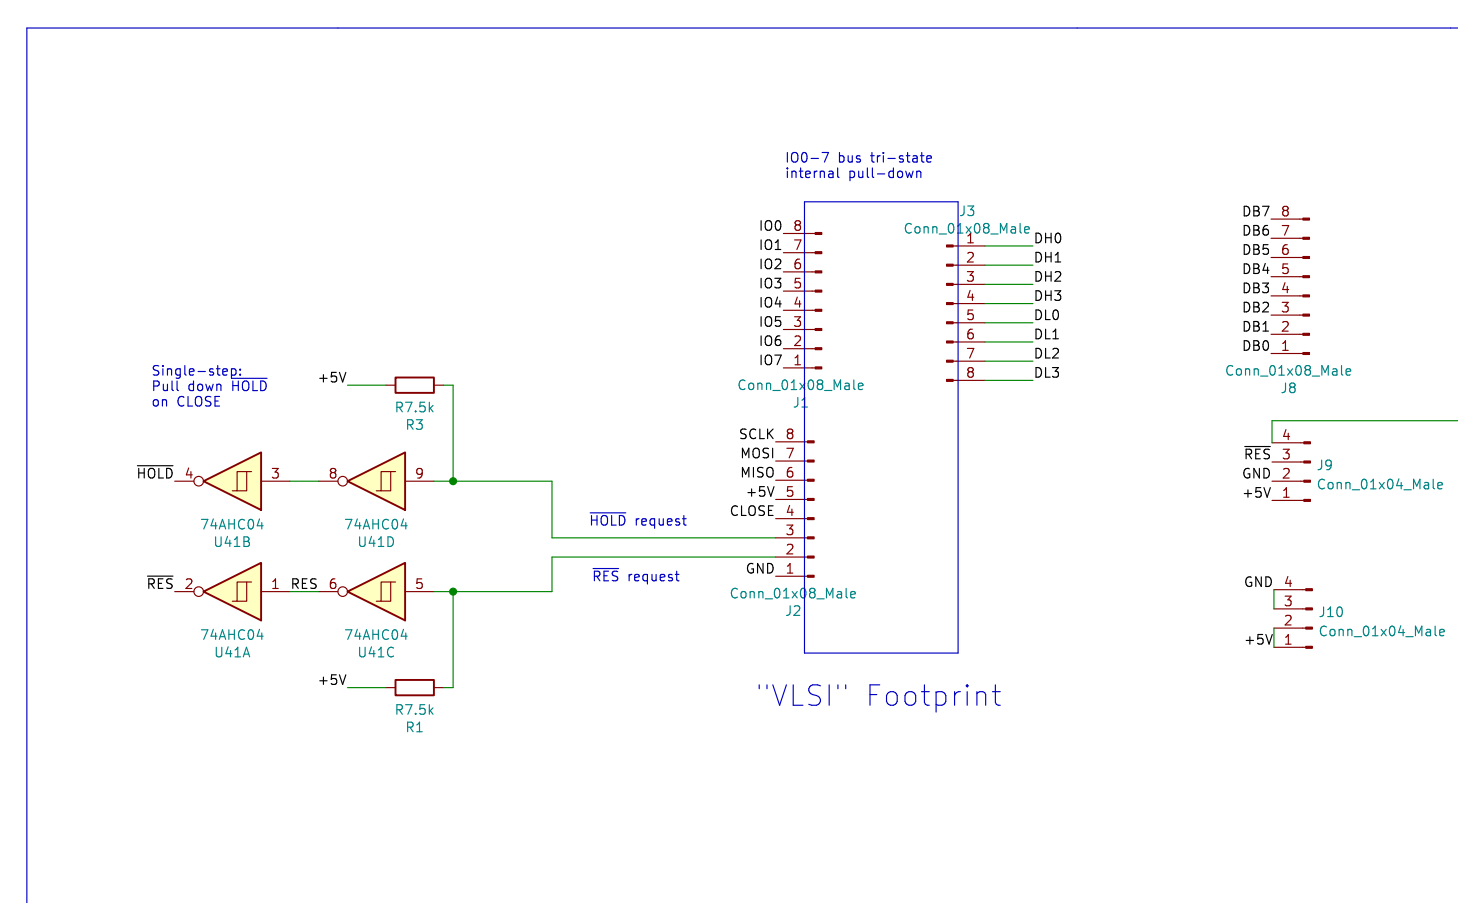 IO0-7 bus tri-state
internal pull-down
J3
Conn_01x08_Male
IO0 8
IO1 7
IO2 6
IO3 5
IO4 4
IO5 3
IO6 2
IO7 1
Conn_01x08_Male
J1
1 DH0
2 DH1
3 DH2
4 DH3
5 DL0
6 DL1
7 DL2
8 DL3
SCLK 8
MOSI 7
MISO 6
+5V 5
CLOSE 4
3
2
GND 1
Conn_01x08_Male
J2
"VLSI" Footprint
Single-step:
Pull down HOLD
on CLOSE
+5V
R7.5k
R3
HOLD 4 3 8 9
74AHC04
U41B
74AHC04
U41D
HOLD request
RES request
RES 2 1 RES 6 5
74AHC04
U41A
74AHC04
U41C
+5V
R7.5k
R1
DB7 8
DB6 7
DB5 6
DB4 5
DB3 4
DB2 3
DB1 2
DB0 1
Conn_01x08_Male
J8
4
RES 3
GND 2
+5V 1
J9
Conn_01x04_Male
GND 4
3
2
+5V 1
J10
Conn_01x04_Male